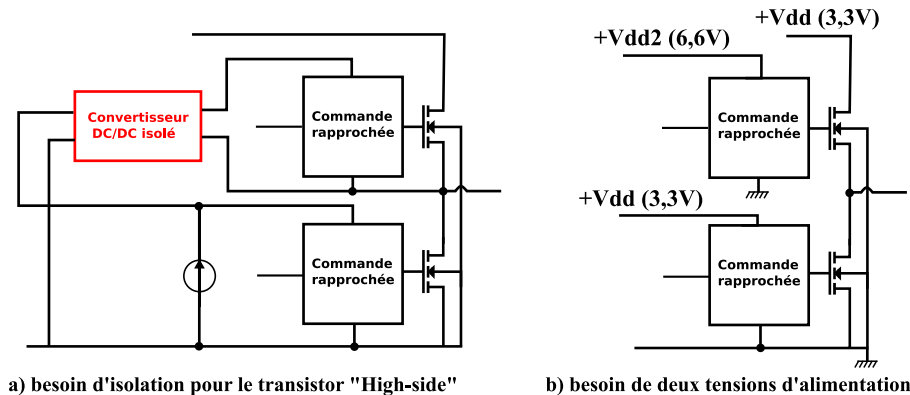 +Vdd (3,3V)
+Vdd2 (6,6V)
Convertisseur
DC/DC isolé
Commande
rapprochée
Commande
rapprochée
+Vdd (3,3V)
Commande
rapprochée
Commande
rapprochée
a) besoin d'isolation pour le transistor "High-side"
b) besoin de deux tensions d'alimentation